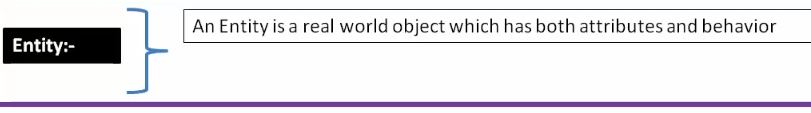 Entity:-
An Entity is a real world object which has both attributes and behavior